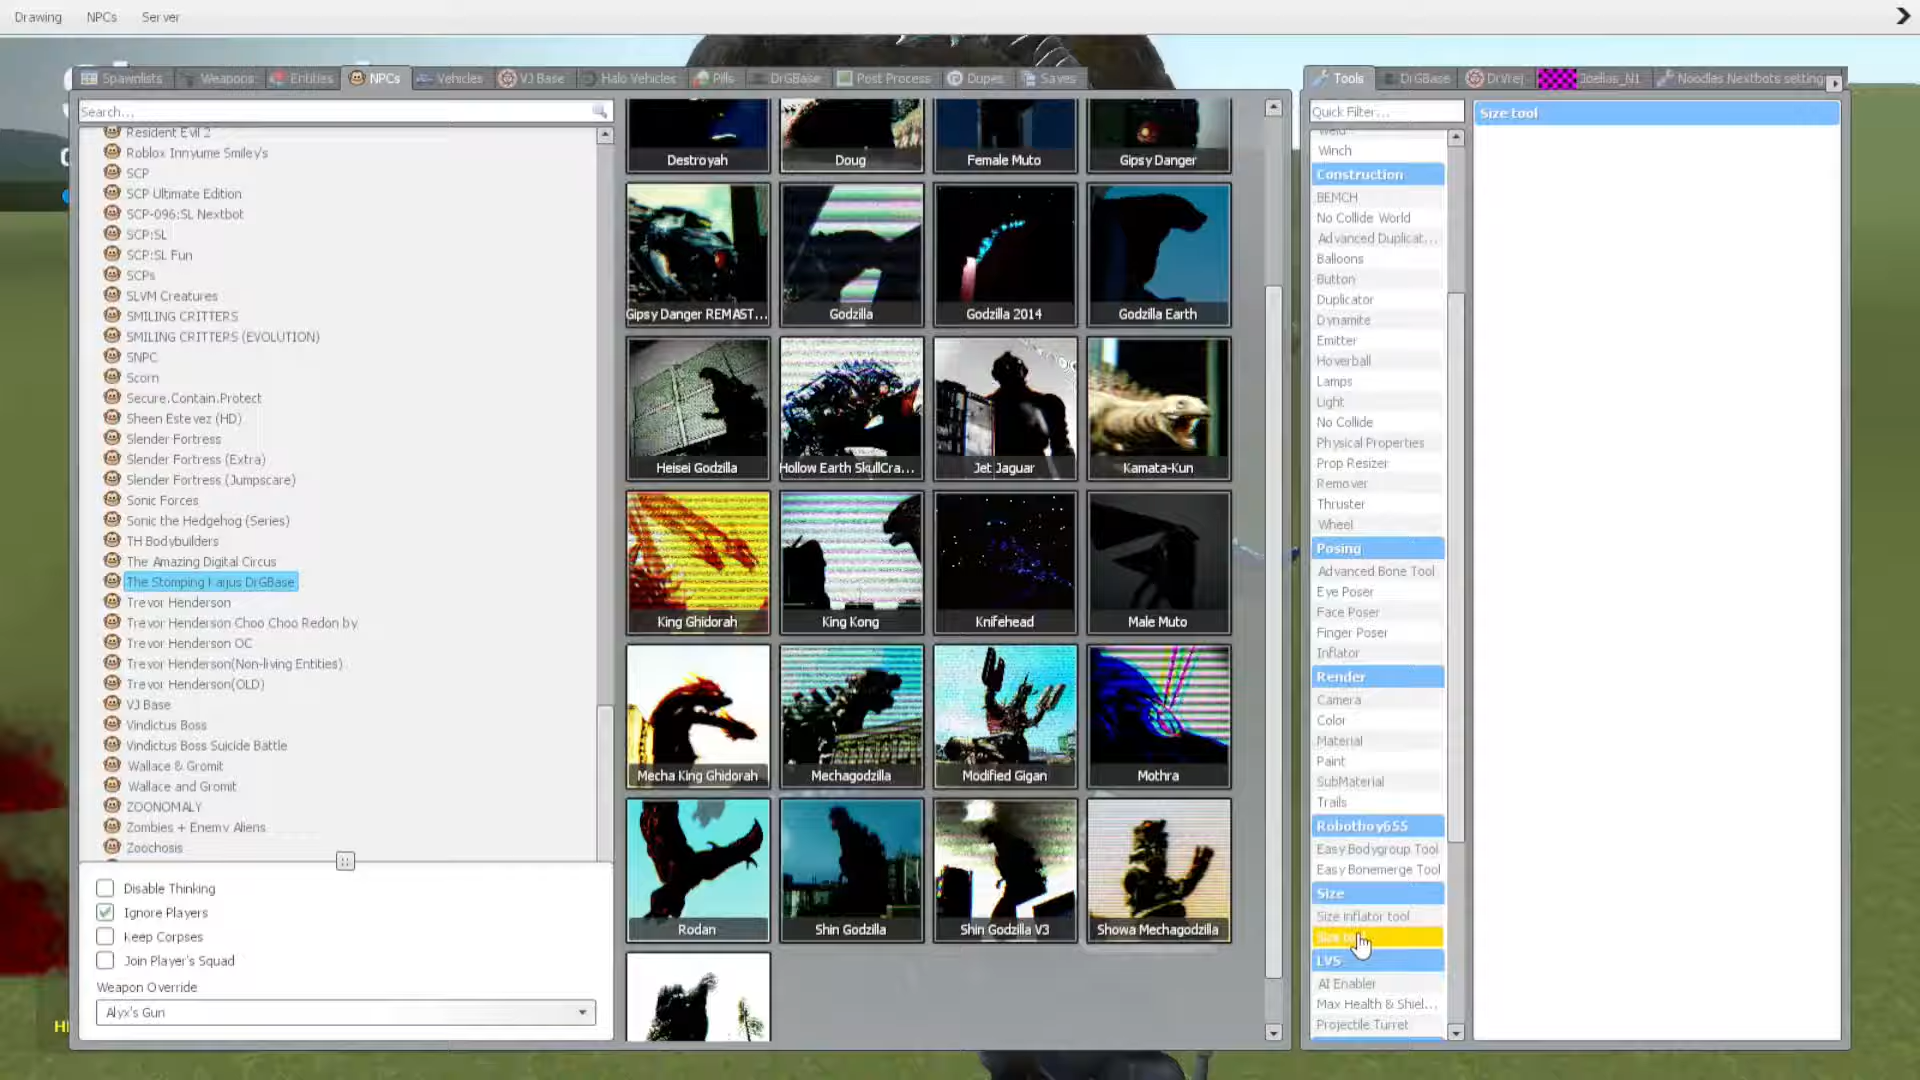 Drawing NPCs Server
Spawnlists Weapons Entities NPCs Vehicles VJ Base Halo Vehicles Pills DrGBase Post Process Dupes Saves
Search...
Resident Evil 2
Roblox Innyume Smiley's
SCP
SCP Ultimate Edition
SCP-096:SL Nextbot
SCP:SL
SCP:SL Fun
SCPs
SLVM Creatures
SMILING CRITTERS
SMILING CRITTERS (EVOLUTION)
SNPC
Scorn
Secure.Contain.Protect
Sheen Estevez (HD)
Slender Fortress
Slender Fortress (Extra)
Slender Fortress (Jumpscare)
Sonic Forces
Sonic the Hedgehog (Series)
TH Bodybuilders
The Amazing Digital Circus
The Stomping Kaijus DrGBase
Trevor Henderson
Trevor Henderson Choo Choo Redon by
Trevor Henderson OC
Trevor Henderson(Non-living Entities)
Trevor Henderson(OLD)
VJ Base
Vindictus Boss
Vindictus Boss Suicide Battle
Wallace & Gromit
Wallace and Gromit
ZOONOMALY
Zombies + Enemy Aliens
Zoochosis
Disable Thinking
Ignore Players
Keep Corpses
Join Player's Squad
Weapon Override
Alyx's Gun
Destroyah Doug Female Muto Gipsy Danger
Gipsy Danger REMAST... Godzilla Godzilla 2014 Godzilla Earth
Heisei Godzilla Hollow Earth SkullCra... Jet Jaguar Kamata-Kun
King Ghidorah King Kong Knifehead Male Muto
Mecha King Ghidorah Mechagodzilla Modified Gigan Mothra
Rodan Shin Godzilla Shin Godzilla V3 Showa Mechagodzilla
Tools DrGBase DrVrej Joellas_N1 Noodles Nextbots setting
Quick Filter...
Weld
Winch
Construction
BEMCH
No Collide World
Advanced Duplicat...
Balloons
Button
Duplicator
Dynamite
Emitter
Hoverball
Lamps
Light
No Collide
Physical Properties
Prop Resizer
Remover
Thruster
Wheel
Posing
Advanced Bone Tool
Eye Poser
Face Poser
Finger Poser
Inflator
Render
Camera
Color
Material
Paint
SubMaterial
Trails
Robotboy655
Easy Bodygroup Tool
Easy Bonemerge Tool
Size
Size inflator tool
LVS
AI Enabler
Max Health & Shiel...
Projectile Turret
Size tool